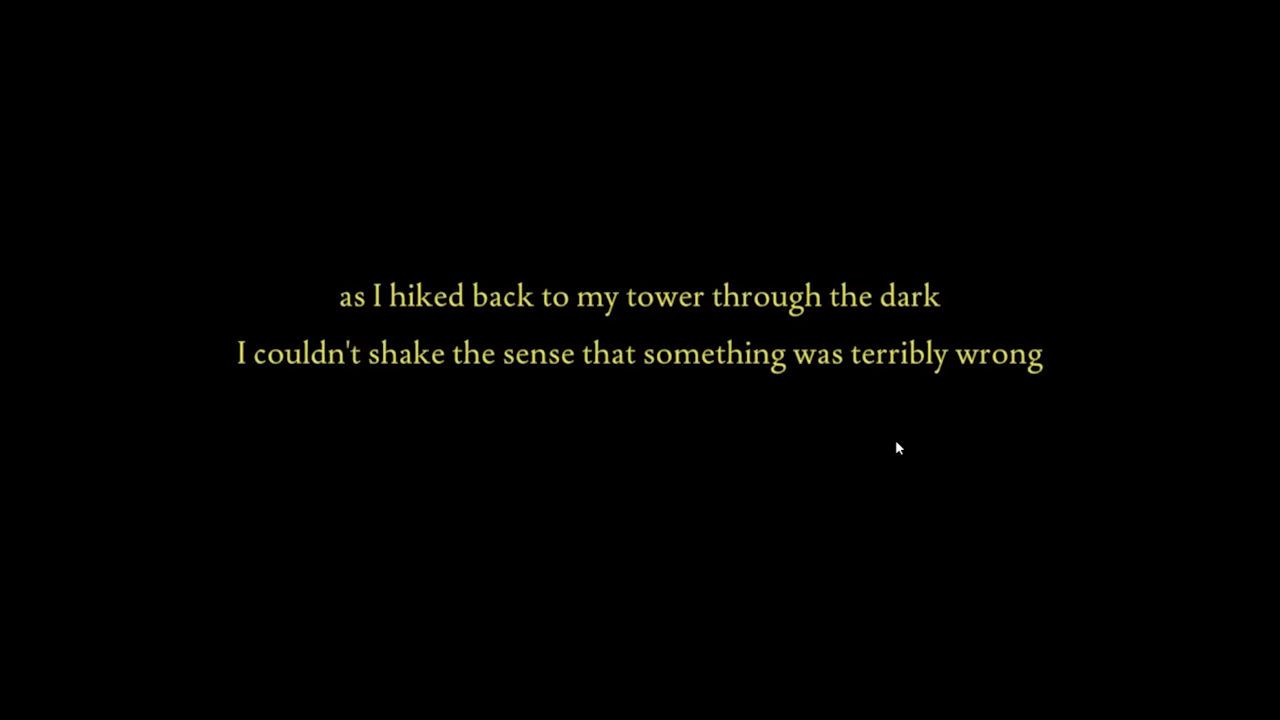 as I hiked back to my tower through the dark
I couldn't shake the sense that something was terribly wrong